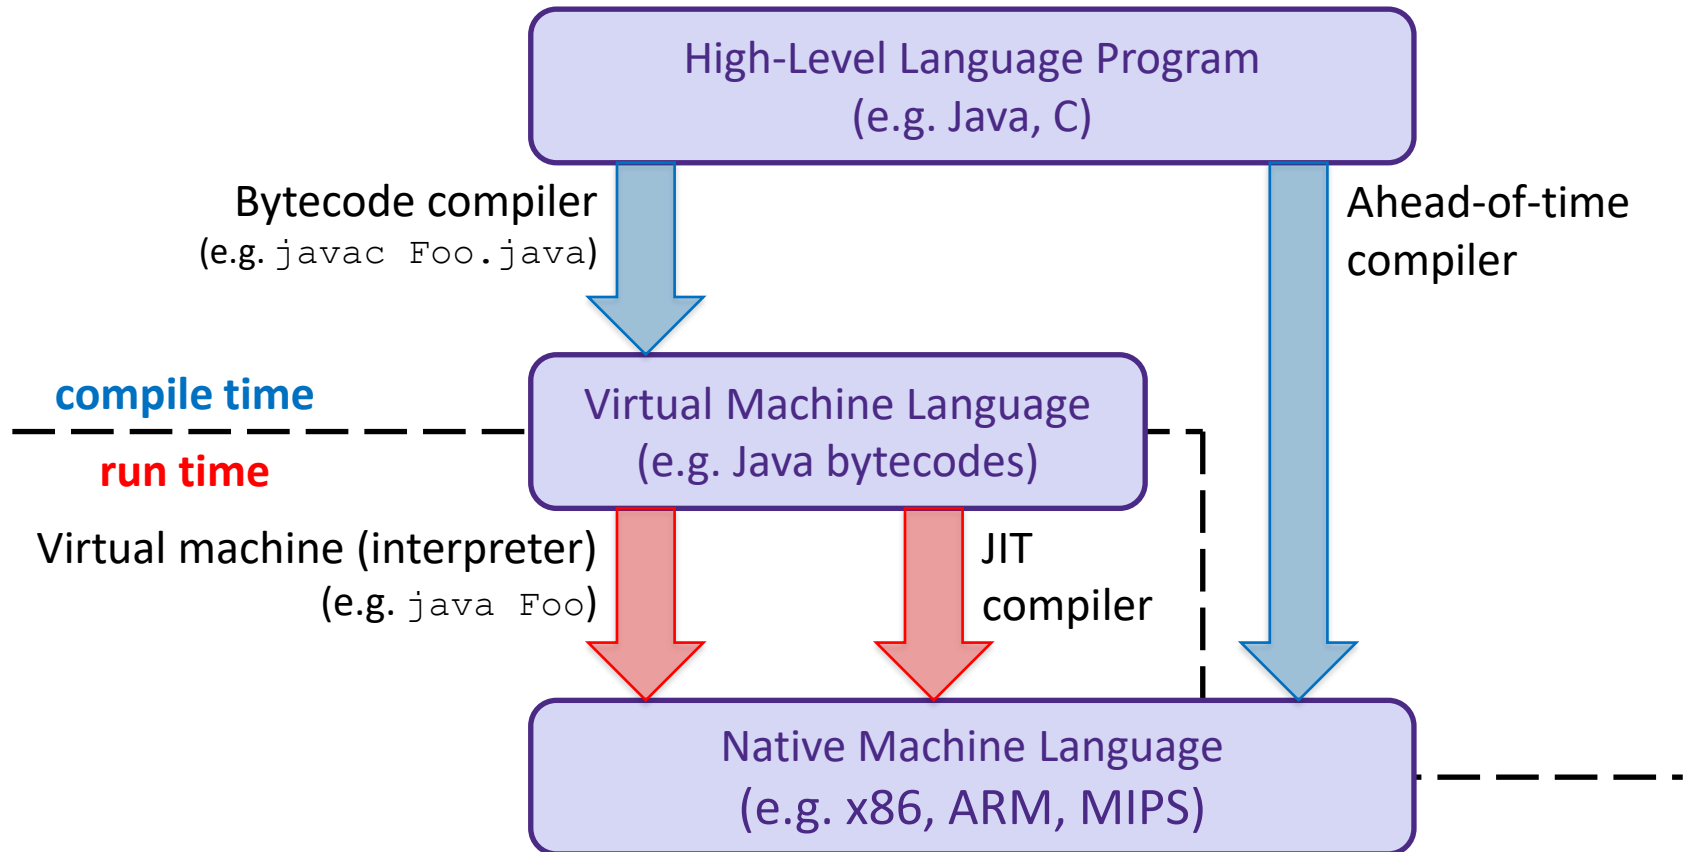 High-Level Language Program
(e.g. Java, C)
Bytecode compiler
(e.g. javac Foo.java)
Ahead-of-time
compiler
compile time
run time
Virtual Machine Language
(e.g. Java bytecodes)
Virtual machine (interpreter)
(e.g. java Foo)
JIT
compiler
Native Machine Language
(e.g. x86, ARM, MIPS)